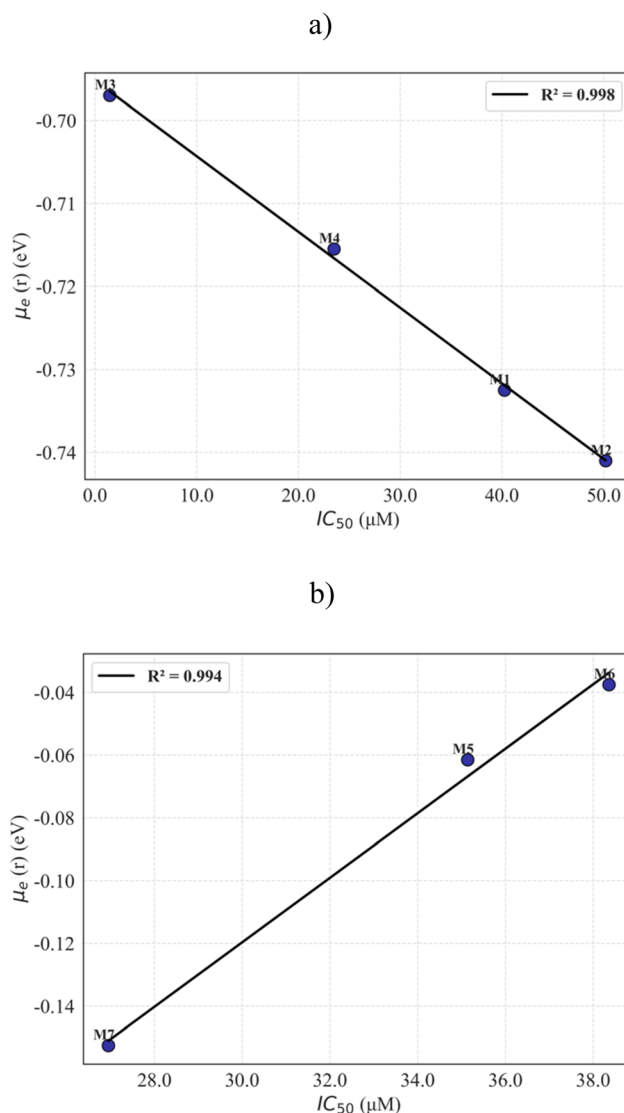 a)
M3
R² = 0.998
-0.70
-0.71
M4
-0.72
μe (r) (eV)
-0.73
M1
-0.74
M2
0.0 10.0 20.0 30.0 40.0 50.0
IC50 (μM)
b)
R² = 0.994
M6
-0.04
M5
-0.06
-0.08
μe (r) (eV)
-0.10
-0.12
-0.14
M7
28.0 30.0 32.0 34.0 36.0 38.0
IC50 (μM)